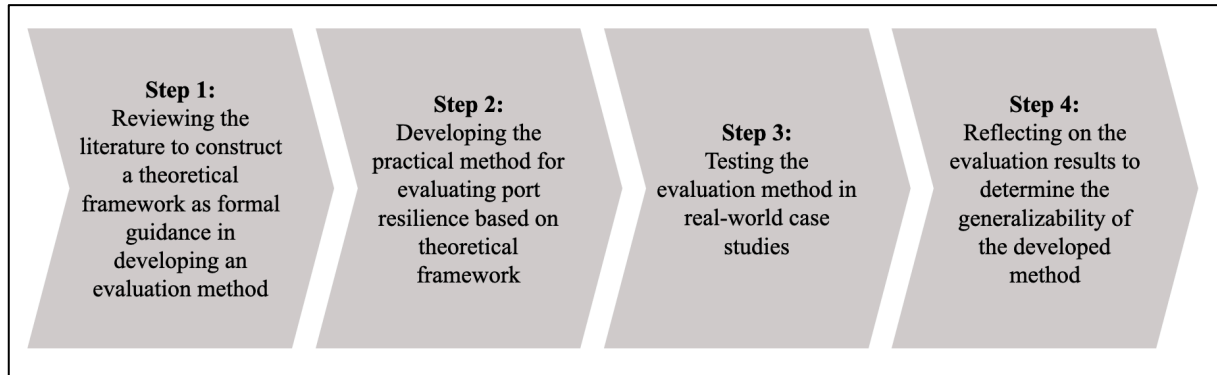 Step 1:
Reviewing the
literature to construct
a theoretical
framework as formal
guidance in
developing an
evaluation method
Step 2:
Developing the
practical method for
evaluating port
resilience based on
theoretical
framework
Step 3:
Testing the
evaluation method in
real-world case
studies
Step 4:
Reflecting on the
evaluation results to
determine the
generalizability of
the developed
method